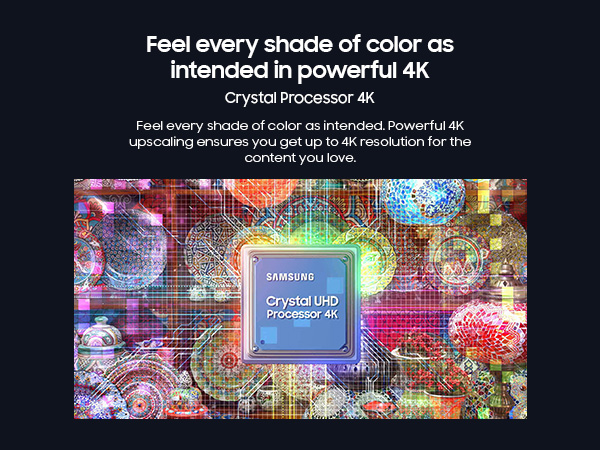 Feel every shade of color as
intended in powerful 4K
Crystal Processor 4K
Feel every shade of color as intended. Powerful 4K
upscaling ensures you get up to 4K resolution for the
content you love.
SAMSUNG
Crystal UHD
Processor 4K